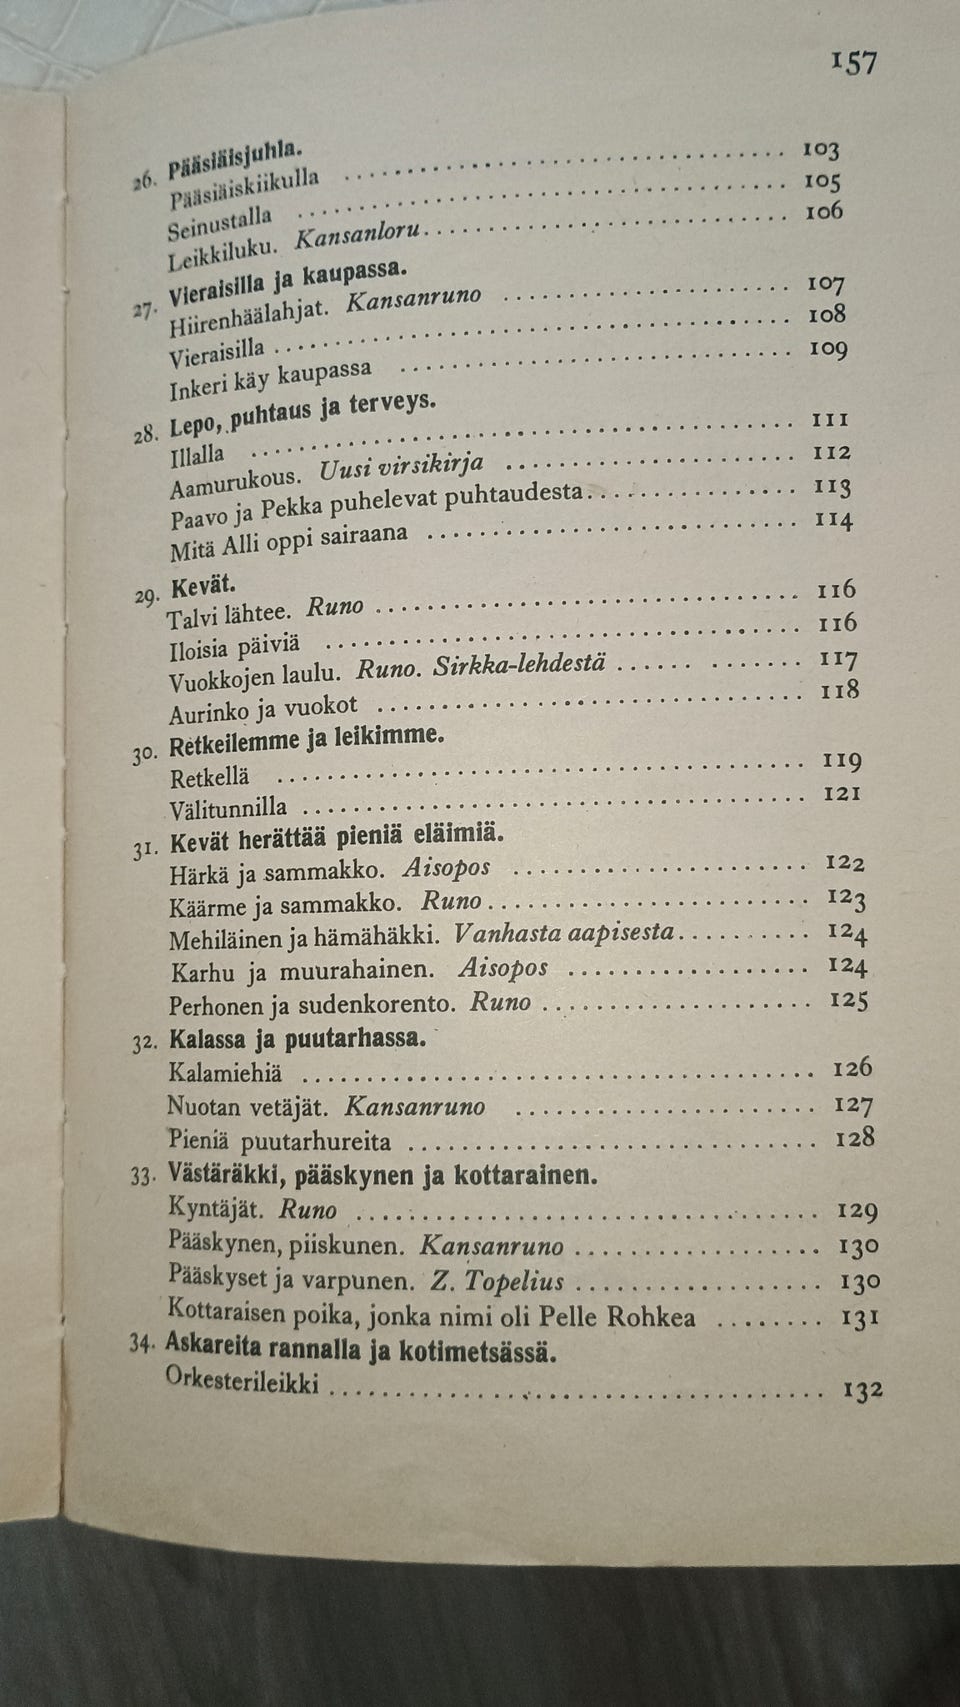 157
26. Pääsiäisjuhla.
Pääsiäiskiikulla ........ 103
Seinustalla ........ 105
Leikkiluku. Kansanloru ........ 106
27. Vieraisilla ja kaupassa.
Hiirenhäälahjat. Kansanruno ........ 107
Vieraisilla ........ 108
Inkeri käy kaupassa ........ 109
28. Lepo, puhtaus ja terveys.
Illalla ........ 111
Aamurukous. Uusi virsikirja ........ 112
Paavo ja Pekka puhelevat puhtaudesta ........ 113
Mitä Alli oppi sairaana ........ 114
29. Kevät.
Talvi lähtee. Runo ........ 116
Iloisia päiviä ........ 116
Vuokkojen laulu. Runo. Sirkka-lehdestä ........ 117
Aurinko ja vuokot ........ 118
30. Retkeilemme ja leikimme.
Retkellä ........ 119
Välitunnilla ........ 121
31. Kevät herättää pieniä eläimiä.
Härkä ja sammakko. Aisopos ........ 122
Käärme ja sammakko. Runo ........ 123
Mehiläinen ja hämähäkki. Vanhasta aapisesta ........ 124
Karhu ja muurahainen. Aisopos ........ 124
Perhonen ja sudenkorento. Runo ........ 125
32. Kalassa ja puutarhassa.
Kalamiehiä ........ 126
Nuotan vetäjät. Kansanruno ........ 127
Pieniä puutarhureita ........ 128
33. Västäräkki, pääskynen ja kottarainen.
Kyntäjät. Runo ........ 129
Pääskynen, piiskunen. Kansanruno ........ 130
Pääskyset ja varpunen. Z. Topelius ........ 130
Kottaraisen poika, jonka nimi oli Pelle Rohkea ........ 131
34. Askareita rannalla ja kotimetsässä.
Orkesterileikki ........ 132